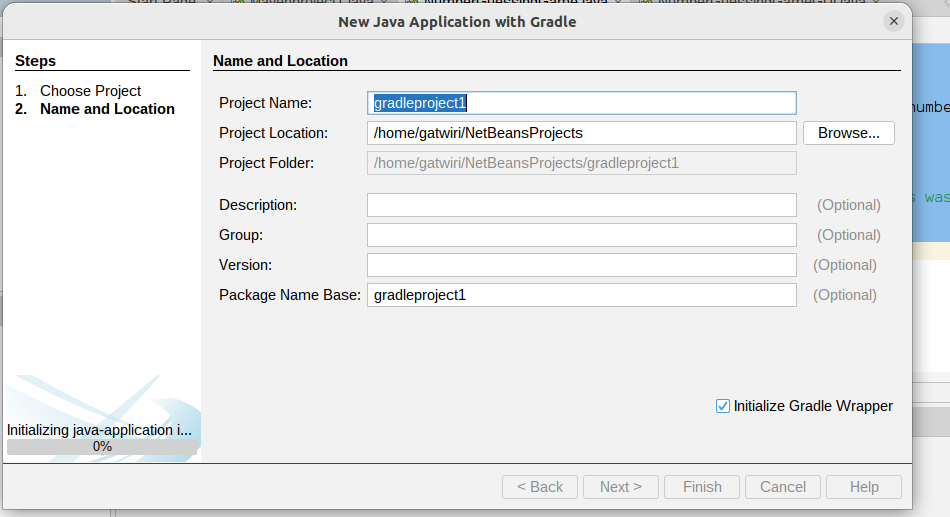 New Java Application with Gradle
Steps
1. Choose Project
2. Name and Location
Name and Location
Project Name: gradleproject1
Project Location: /home/gatwiri/NetBeansProjects Browse...
Project Folder: /home/gatwiri/NetBeansProjects/gradleproject1
Description: (Optional)
Group: (Optional)
Version: (Optional)
Package Name Base: gradleproject1 (Optional)
Initialize Gradle Wrapper
Initializing java-application i...
0%
< Back Next > Finish Cancel Help
was